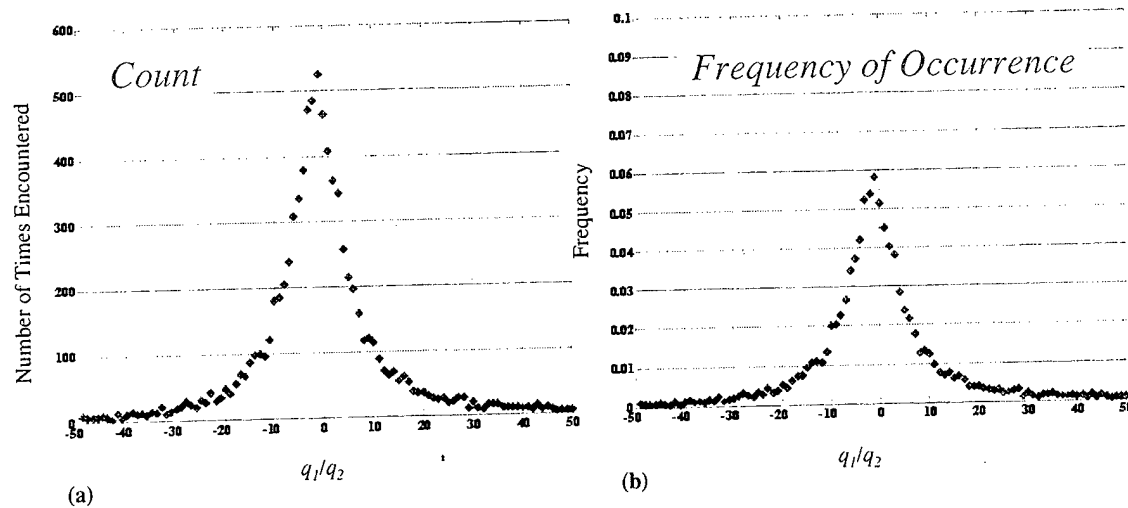 600
Count
500
400
300
200
100
0
Number of Times Encountered
-50 -40 -30 -20 -10 0 10 20 30 40 50
q1/q2
(a)
0.1
0.09
Frequency of Occurrence
0.08
0.07
0.06
0.05
0.04
0.03
0.02
0.01
0
Frequency
-50 -40 -30 -20 -10 0 10 20 30 40 50
q1/q2
(b)